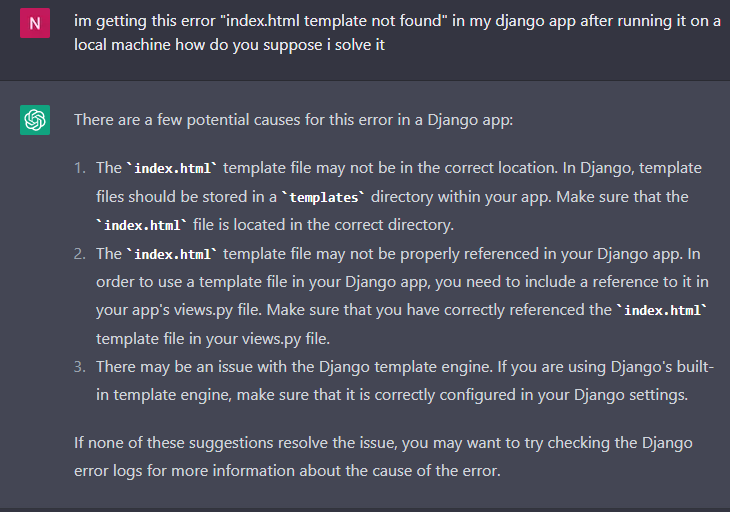 N
im getting this error "index.html template not found" in my django app after running it on a
local machine how do you suppose i solve it
There are a few potential causes for this error in a Django app:
1. The `index.html` template file may not be in the correct location. In Django, template
files should be stored in a `templates` directory within your app. Make sure that the
`index.html` file is located in the correct directory.
2. The `index.html` template file may not be properly referenced in your Django app. In
order to use a template file in your Django app, you need to include a reference to it in
your app's views.py file. Make sure that you have correctly referenced the `index.html`
template file in your views.py file.
3. There may be an issue with the Django template engine. If you are using Django's built-
in template engine, make sure that it is correctly configured in your Django settings.
If none of these suggestions resolve the issue, you may want to try checking the Django
error logs for more information about the cause of the error.